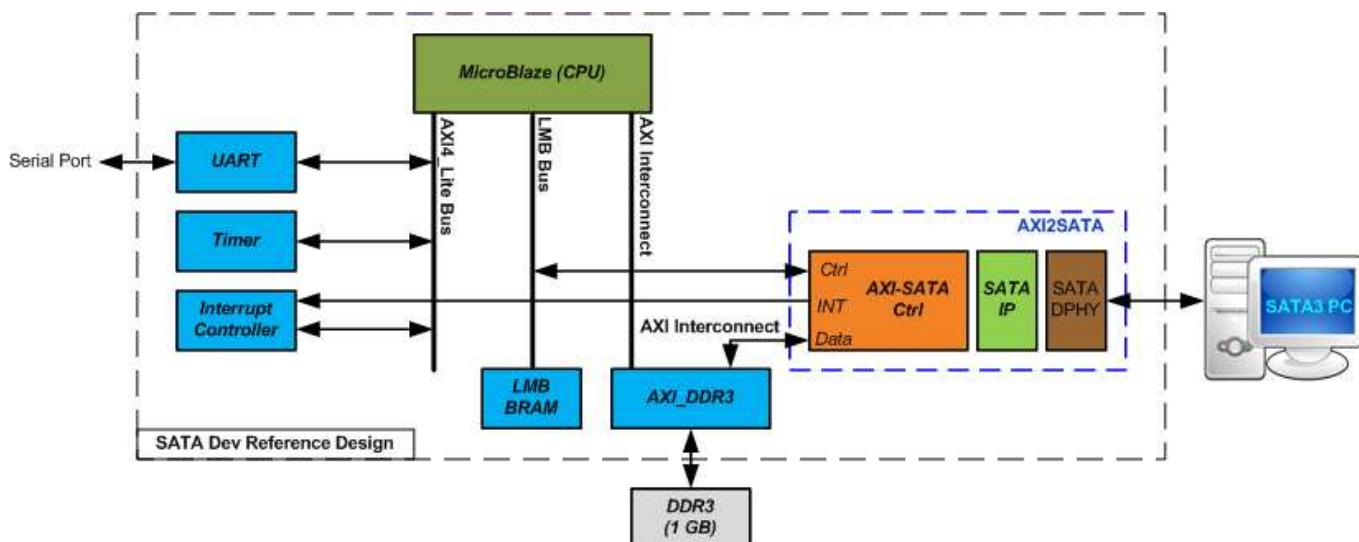 MicroBlaze (CPU)
Serial Port
UART
AXI4_Lite Bus
LMB Bus
AXI Interconnect
Timer
AXI2SATA
Ctrl
INT
Data
AXI-SATA
Ctrl
SATA
IP
SATA
DPHY
SATA3 PC
Interrupt
Controller
AXI Interconnect
LMB
BRAM
AXI_DDR3
SATA Dev Reference Design
DDR3
(1 GB)